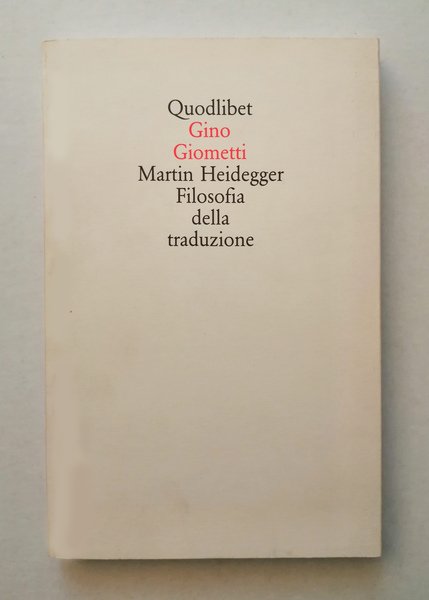 Quodlibet
Gino
Giometti
Martin Heidegger
Filosofia
della
traduzione